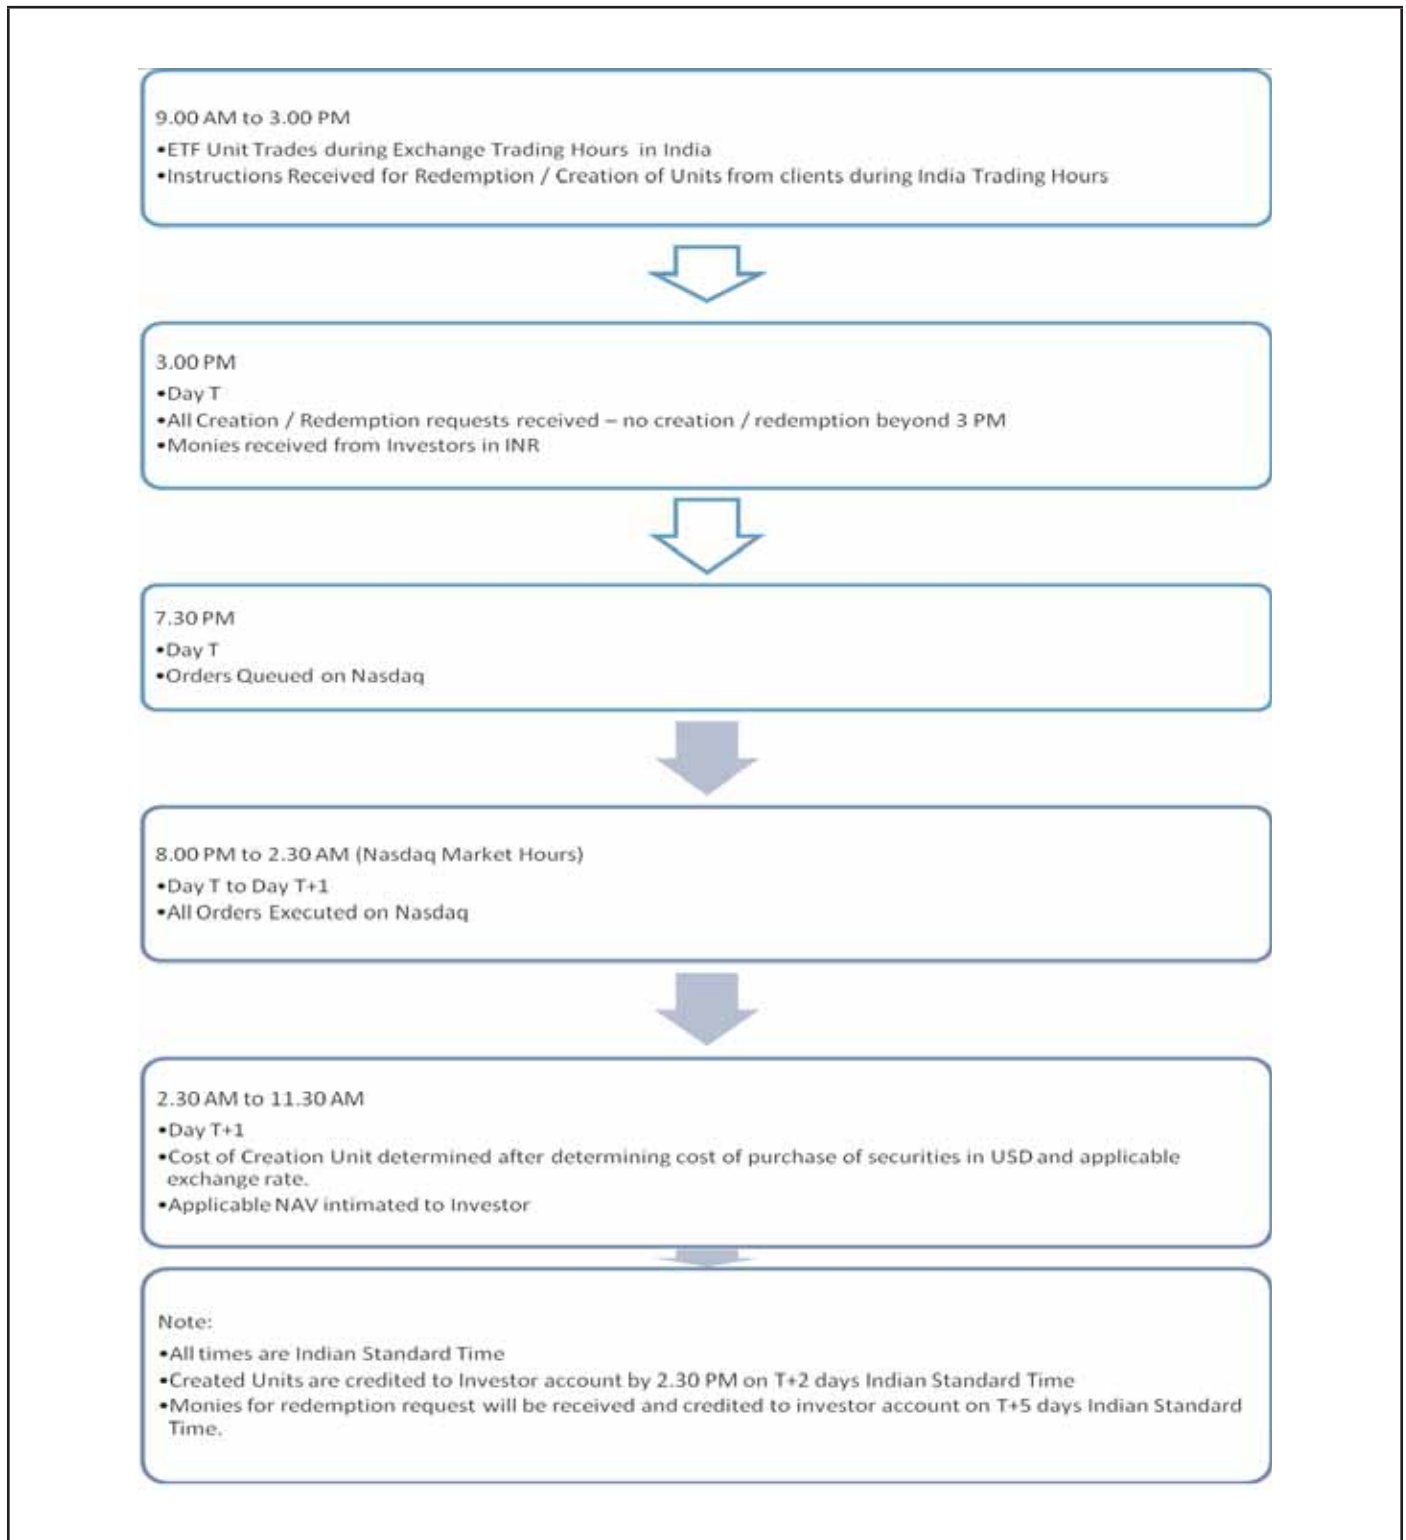 9.00 AM to 3.00 PM
•ETF Unit Trades during Exchange Trading Hours in India
•Instructions Received for Redemption / Creation of Units from clients during India Trading Hours
3.00 PM
•Day T
•All Creation / Redemption requests received – no creation / redemption beyond 3 PM
•Monies received from Investors in INR
7.30 PM
•Day T
•Orders Queued on Nasdaq
8.00 PM to 2.30 AM (Nasdaq Market Hours)
•Day T to Day T+1
•All Orders Executed on Nasdaq
2.30 AM to 11.30 AM
•Day T+1
•Cost of Creation Unit determined after determining cost of purchase of securities in USD and applicable
exchange rate.
•Applicable NAV intimated to Investor
Note:
•All times are Indian Standard Time
•Created Units are credited to Investor account by 2.30 PM on T+2 days Indian Standard Time
•Monies for redemption request will be received and credited to investor account on T+5 days Indian Standard
Time.